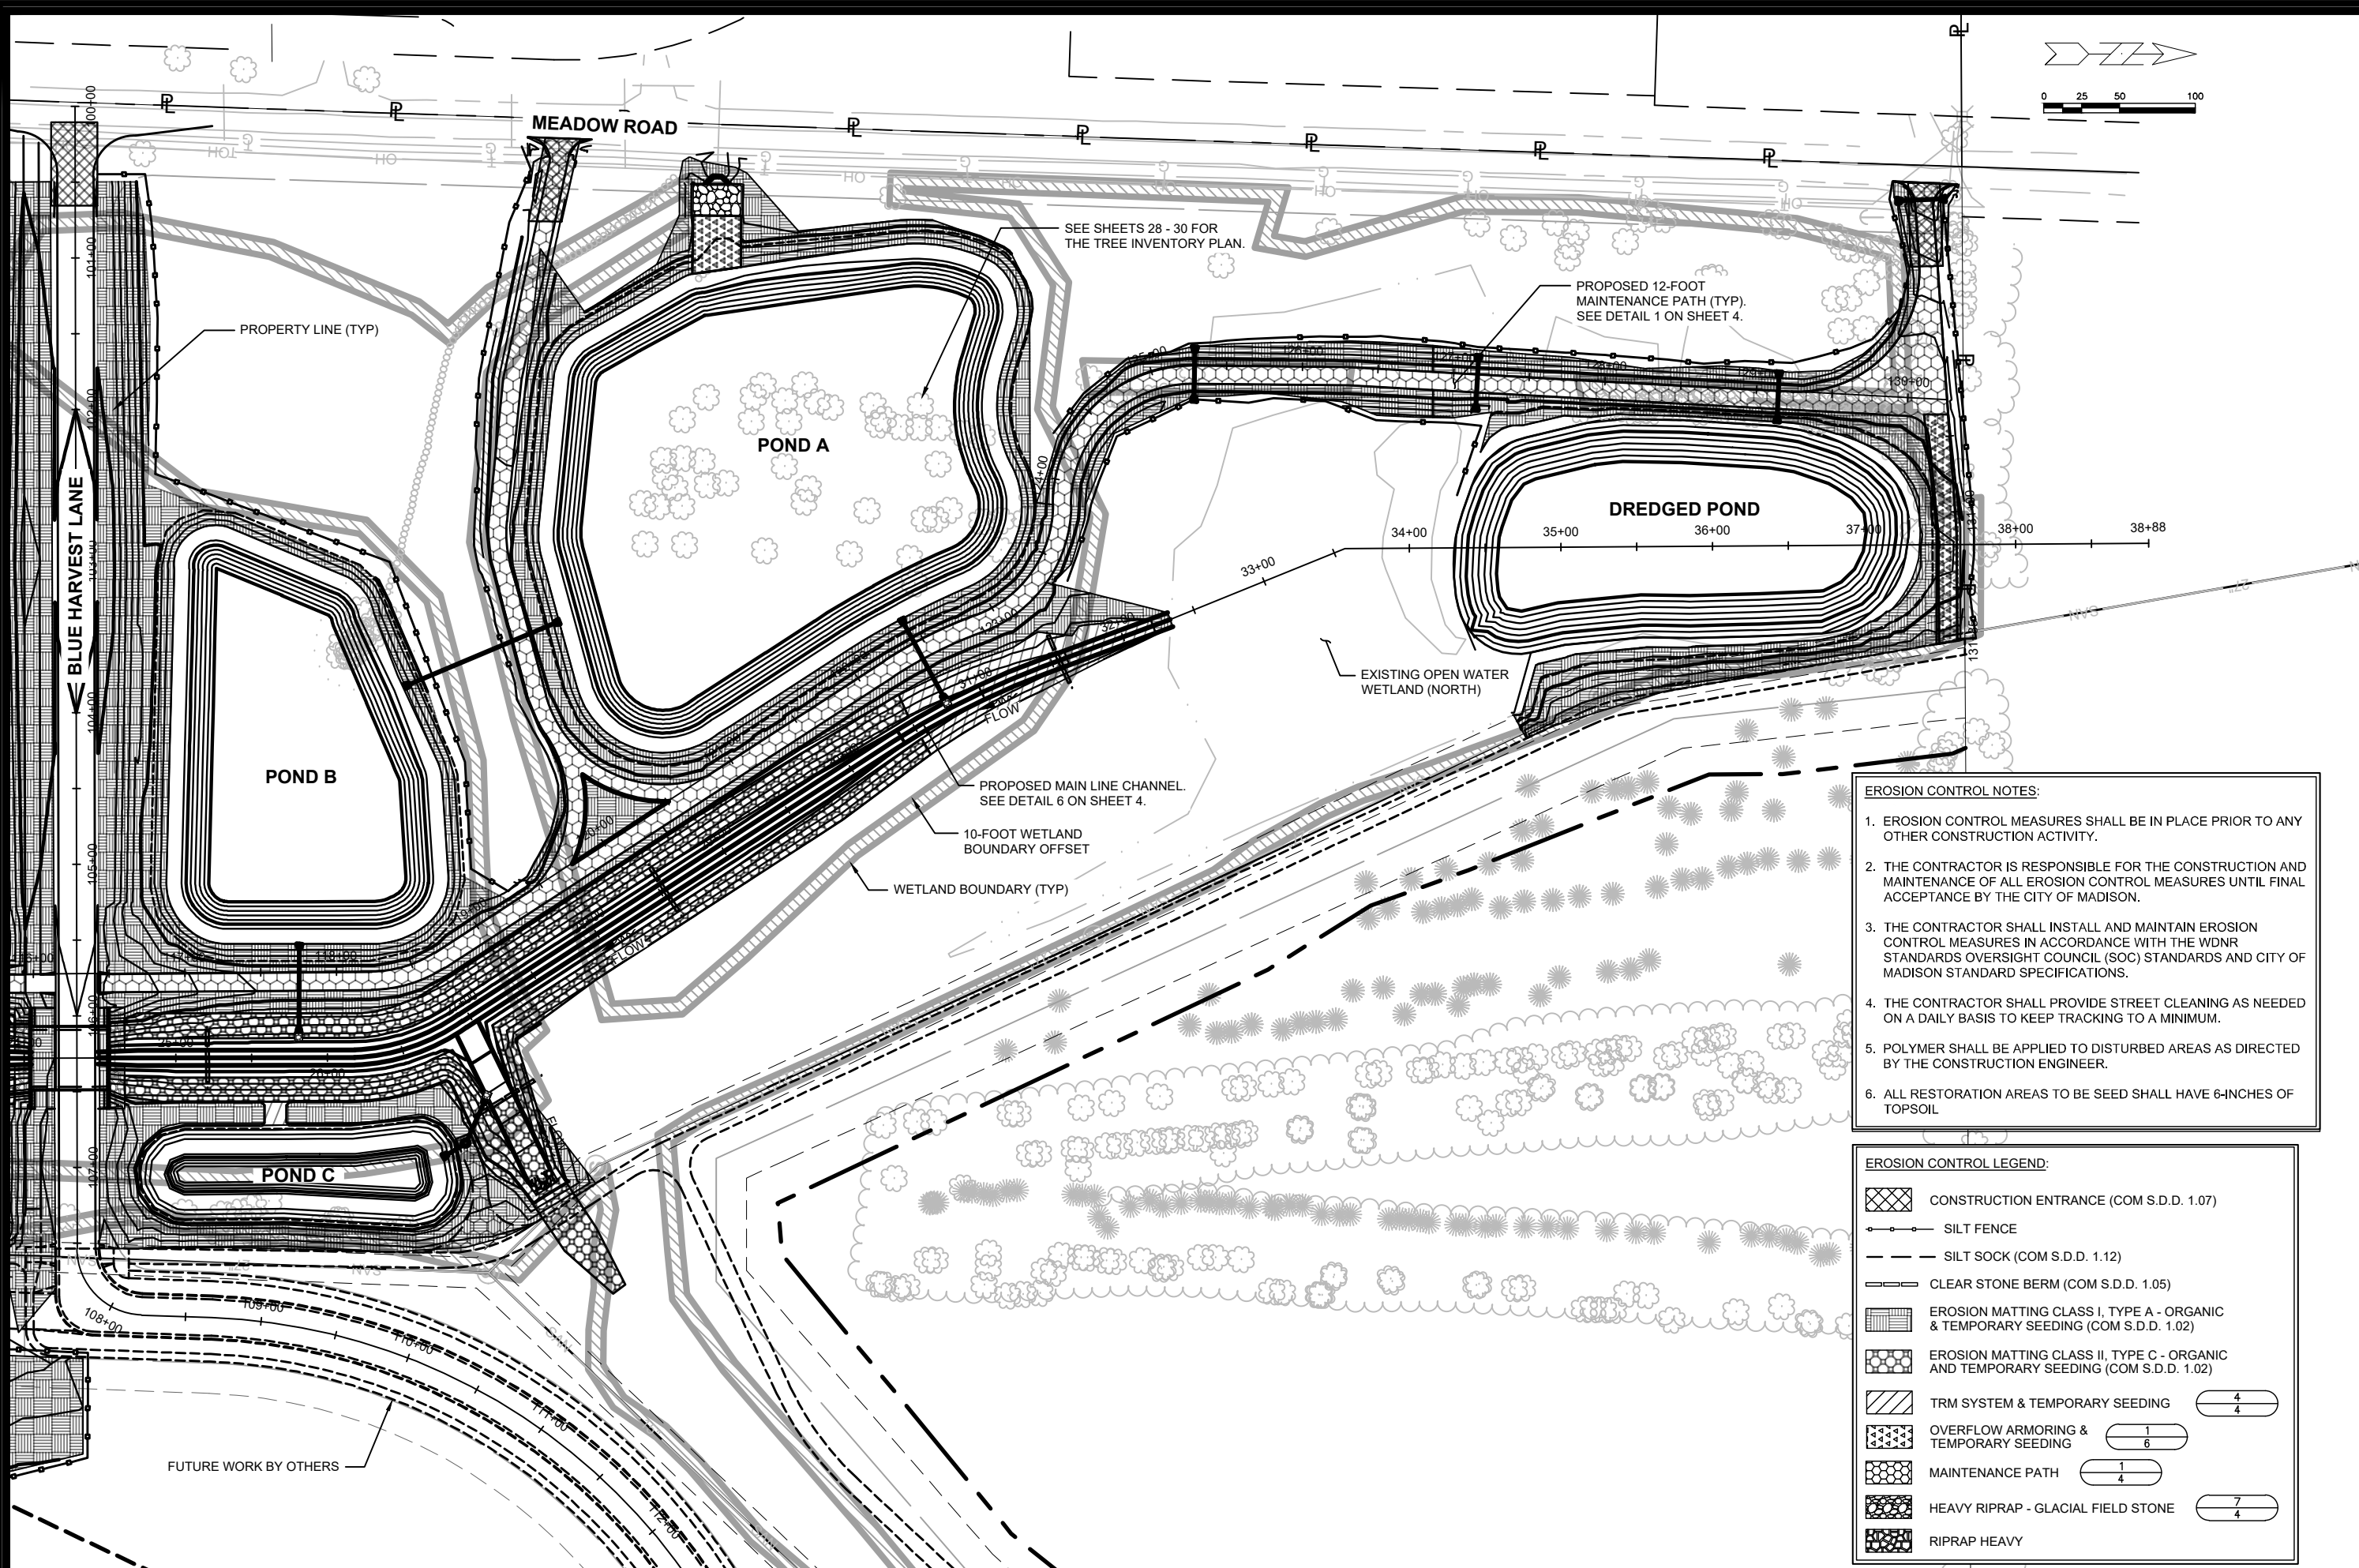 MEADOW ROAD
0 25 50 100
SEE SHEETS 28 - 30 FOR
THE TREE INVENTORY PLAN.
PROPOSED 12-FOOT
MAINTENANCE PATH (TYP).
SEE DETAIL 1 ON SHEET 4.
PROPERTY LINE (TYP)
POND A
DREDGED POND
BLUE HARVEST LANE
POND B
POND C
100+00
101+00
102+00
103+00
104+00
105+00
106+00
107+00
108+00
109+00
110+00
111+00
112+00
33+00
34+00
35+00
36+00
37+00
38+00
38+88
EXISTING OPEN WATER
WETLAND (NORTH)
PROPOSED MAIN LINE CHANNEL.
SEE DETAIL 6 ON SHEET 4.
10-FOOT WETLAND
BOUNDARY OFFSET
WETLAND BOUNDARY (TYP)
FLOW
FLOW
FLOW
FUTURE WORK BY OTHERS
EROSION CONTROL NOTES:
1. EROSION CONTROL MEASURES SHALL BE IN PLACE PRIOR TO ANY
OTHER CONSTRUCTION ACTIVITY.
2. THE CONTRACTOR IS RESPONSIBLE FOR THE CONSTRUCTION AND
MAINTENANCE OF ALL EROSION CONTROL MEASURES UNTIL FINAL
ACCEPTANCE BY THE CITY OF MADISON.
3. THE CONTRACTOR SHALL INSTALL AND MAINTAIN EROSION
CONTROL MEASURES IN ACCORDANCE WITH THE WDNR
STANDARDS OVERSIGHT COUNCIL (SOC) STANDARDS AND CITY OF
MADISON STANDARD SPECIFICATIONS.
4. THE CONTRACTOR SHALL PROVIDE STREET CLEANING AS NEEDED
ON A DAILY BASIS TO KEEP TRACKING TO A MINIMUM.
5. POLYMER SHALL BE APPLIED TO DISTURBED AREAS AS DIRECTED
BY THE CONSTRUCTION ENGINEER.
6. ALL RESTORATION AREAS TO BE SEED SHALL HAVE 6-INCHES OF
TOPSOIL
EROSION CONTROL LEGEND:
CONSTRUCTION ENTRANCE (COM S.D.D. 1.07)
SILT FENCE
SILT SOCK (COM S.D.D. 1.12)
CLEAR STONE BERM (COM S.D.D. 1.05)
EROSION MATTING CLASS I, TYPE A - ORGANIC
& TEMPORARY SEEDING (COM S.D.D. 1.02)
EROSION MATTING CLASS II, TYPE C - ORGANIC
AND TEMPORARY SEEDING (COM S.D.D. 1.02)
TRM SYSTEM & TEMPORARY SEEDING 4 4
OVERFLOW ARMORING &
TEMPORARY SEEDING 1 6
MAINTENANCE PATH 1 4
HEAVY RIPRAP - GLACIAL FIELD STONE 7 4
RIPRAP HEAVY